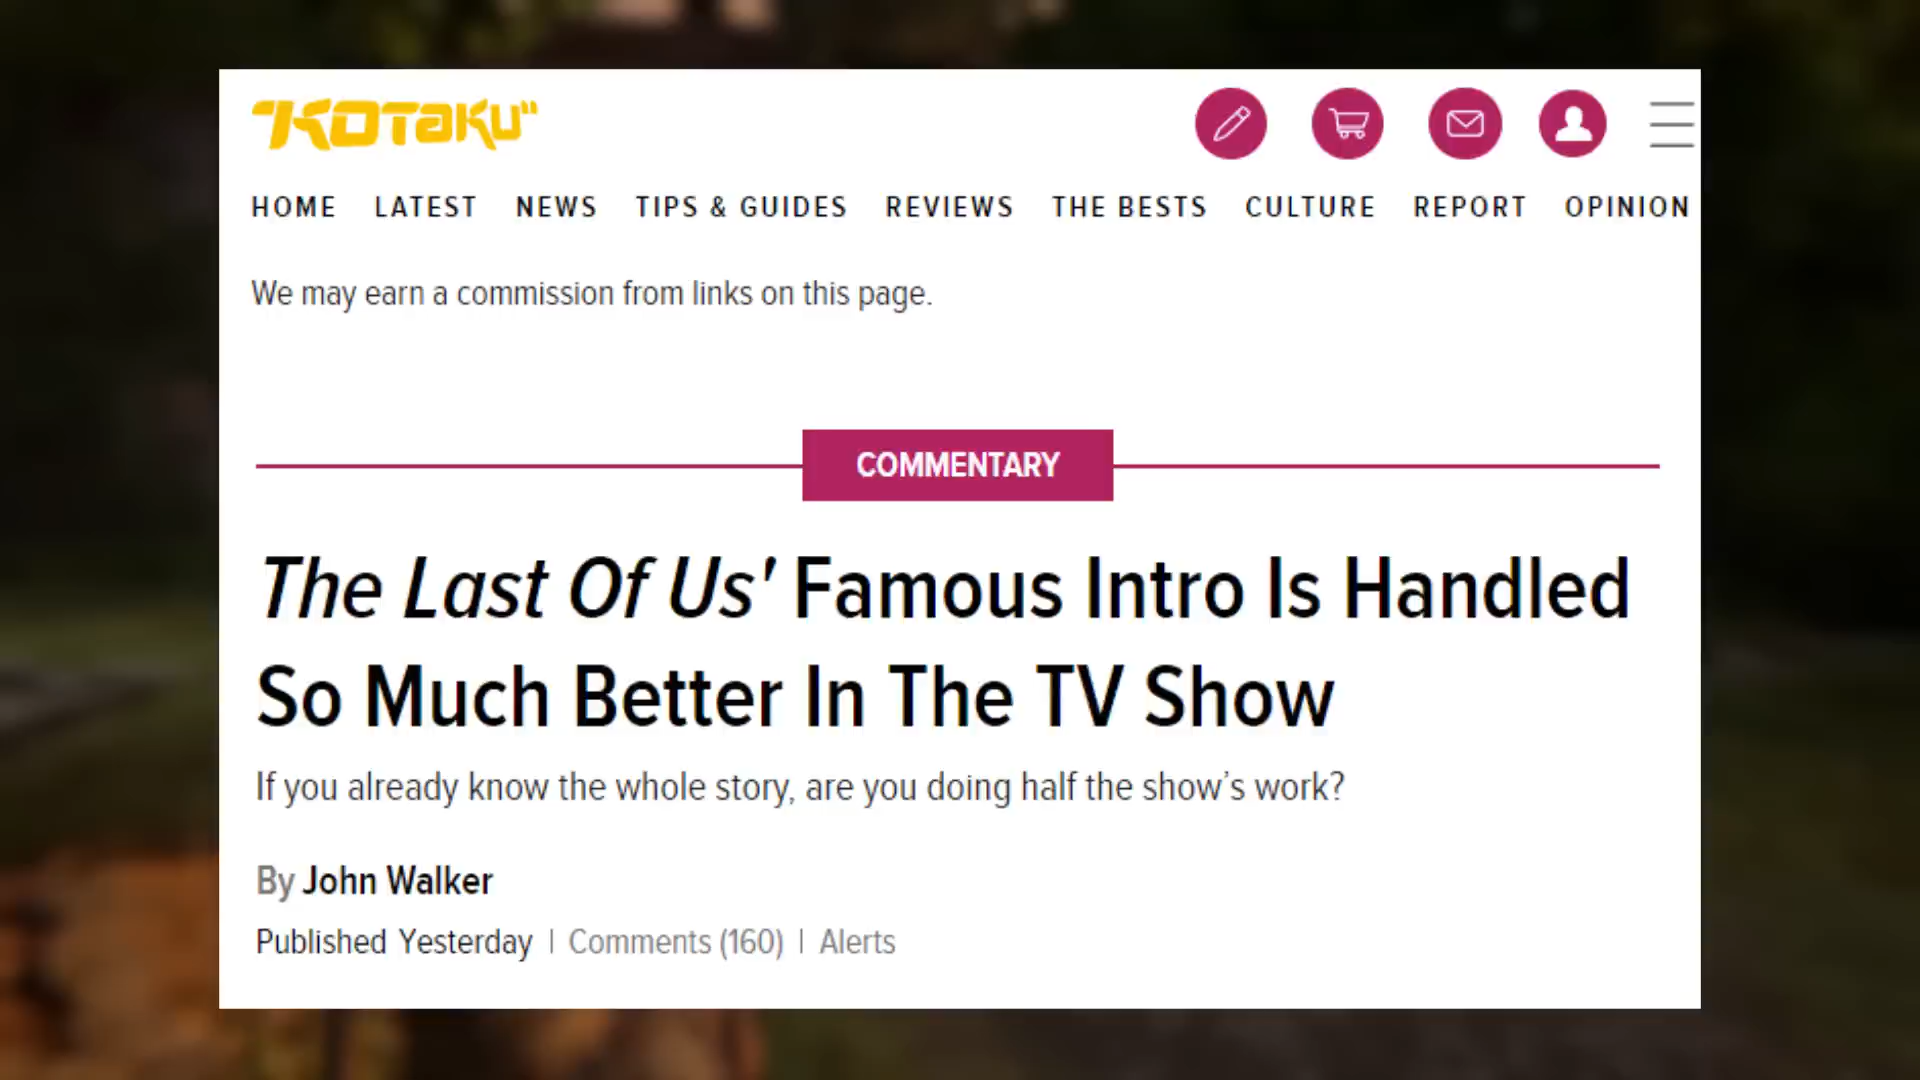 "KOTAKU"
HOME LATEST NEWS TIPS & GUIDES REVIEWS THE BESTS CULTURE REPORT OPINION
We may earn a commission from links on this page.
COMMENTARY
The Last Of Us' Famous Intro Is Handled
So Much Better In The TV Show
If you already know the whole story, are you doing half the show’s work?
By John Walker
Published Yesterday | Comments (160) | Alerts